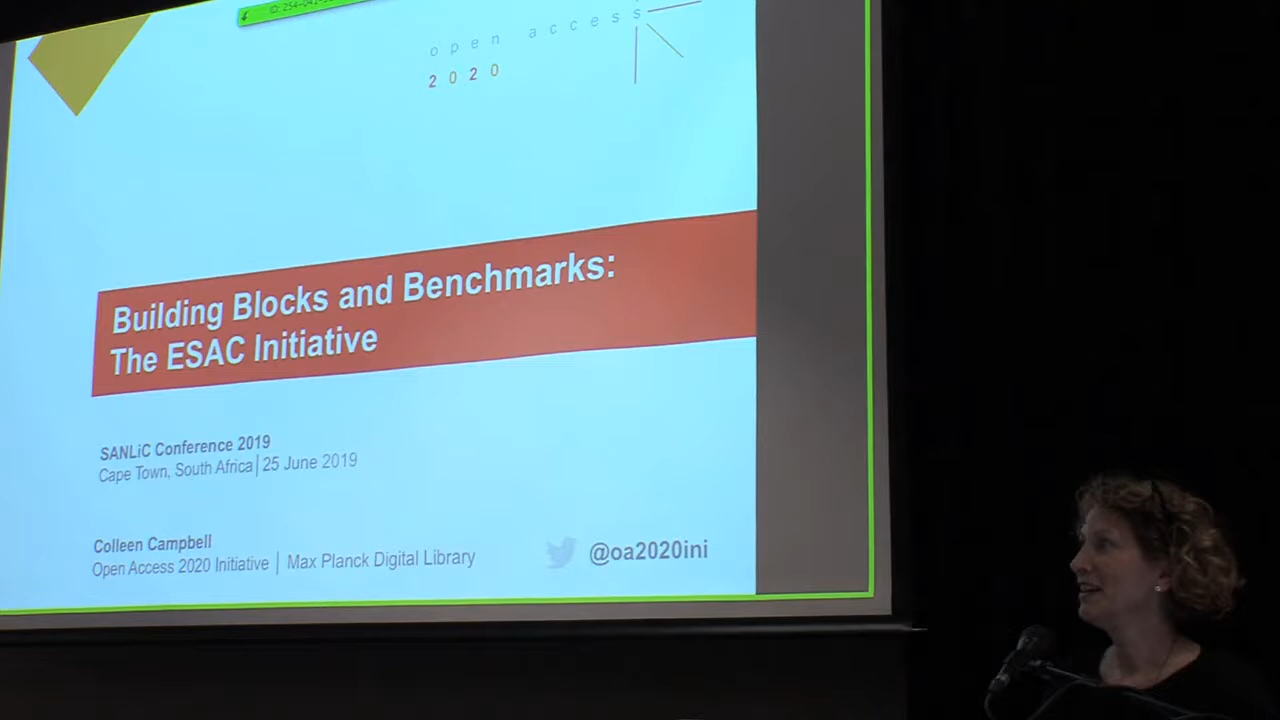 open access
2020
Building Blocks and Benchmarks:
The ESAC Initiative
SANLiC Conference 2019
Cape Town, South Africa | 25 June 2019
Colleen Campbell
Open Access 2020 Initiative | Max Planck Digital Library
@oa2020ini